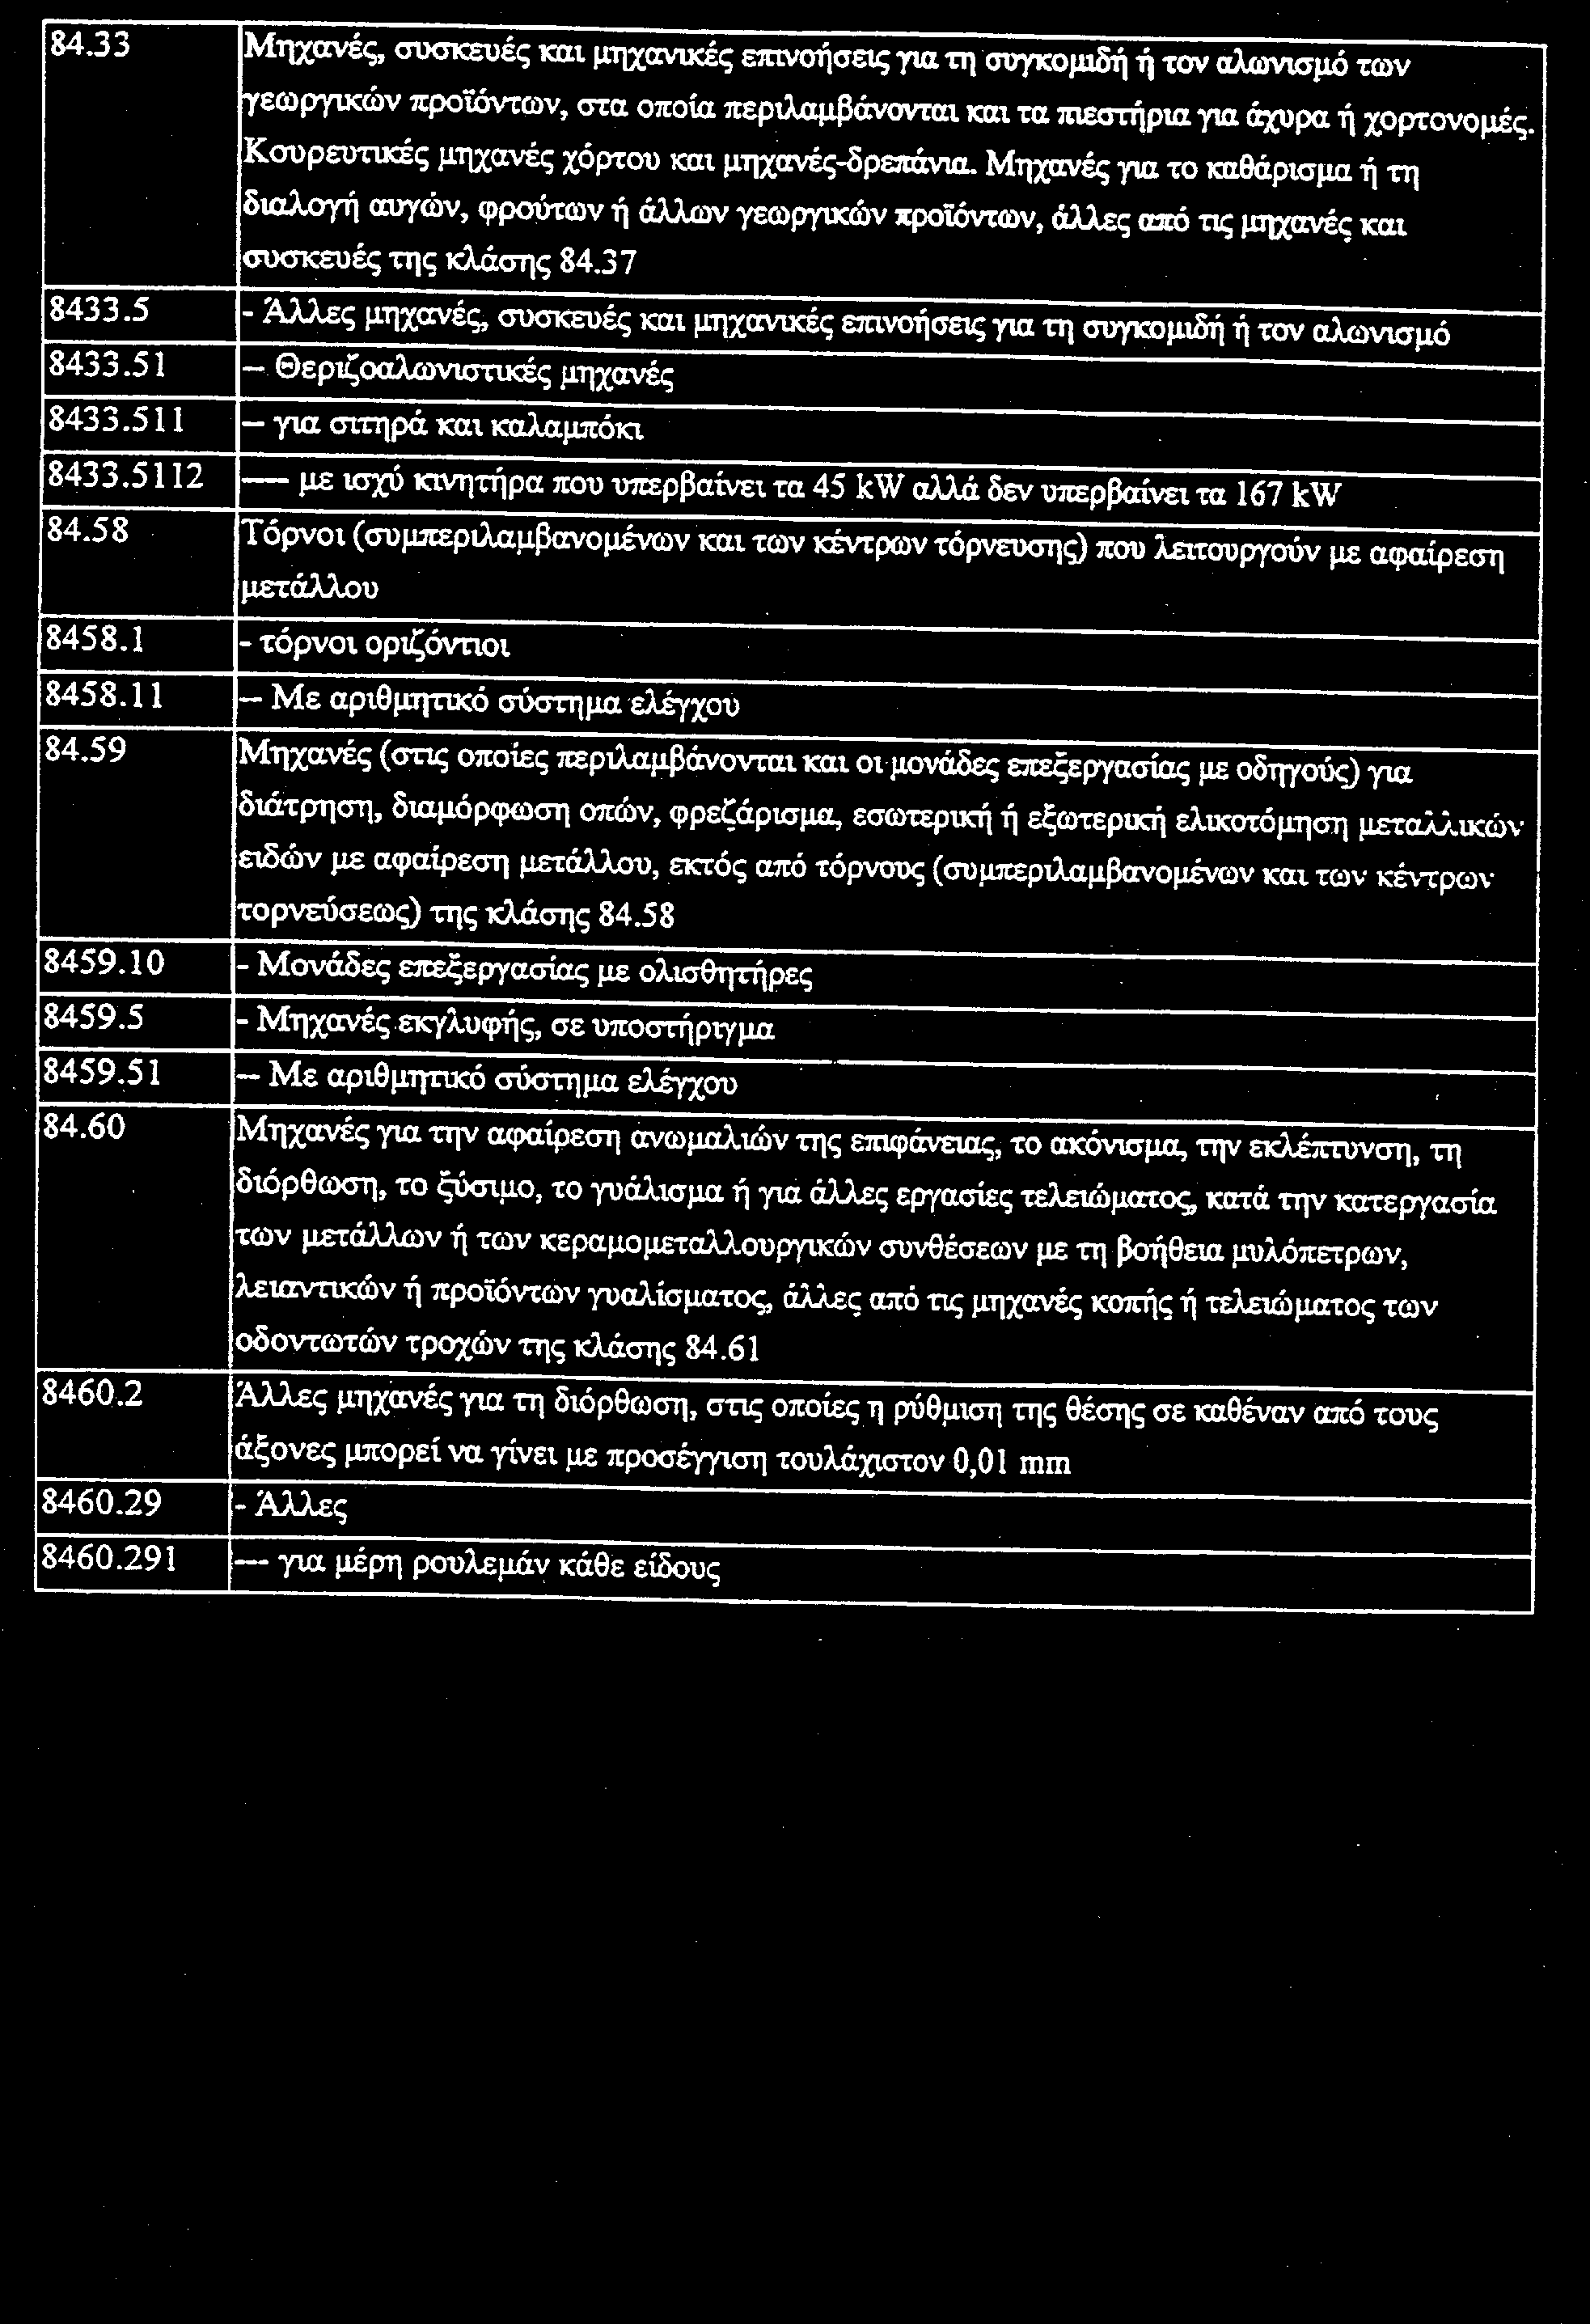 84.33 Μηχανές, συσκευές και μηχανικές επινοήσεις για τη συγκομιδή ή τον αλωνισμό των
γεωργικών προϊόντων, στα οποία περιλαμβάνονται και τα πιεστήρια για άχυρα ή χορτονομές.
Κουρευτικές μηχανές χόρτου και μηχανές-δρεπάνια. Μηχανές για το καθάρισμα ή τη
διαλογή αυγών, φρούτων ή άλλων γεωργικών προϊόντων, άλλες από τις μηχανές και
συσκευές της κλάσης 84.37
8433.5 - Άλλες μηχανές, συσκευές και μηχανικές επινοήσεις για τη συγκομιδή ή τον αλωνισμό
8433.51 – Θεριζοαλωνιστικές μηχανές
8433.511 – για σιτηρά και καλαμπόκι
8433.5112 –– με ισχύ κινητήρα που υπερβαίνει τα 45 kW αλλά δεν υπερβαίνει τα 167 kW
84.58 Τόρνοι (συμπεριλαμβανομένων και των κέντρων τόρνευσης) που λειτουργούν με αφαίρεση
μετάλλου
8458.1 - τόρνοι οριζόντιοι
8458.11 – Με αριθμητικό σύστημα ελέγχου
84.59 Μηχανές (στις οποίες περιλαμβάνονται και οι μονάδες επεξεργασίας με οδηγούς) για
διάτρηση, διαμόρφωση οπών, φρεζάρισμα, εσωτερική ή εξωτερική ελικοτόμηση μεταλλικών
ειδών με αφαίρεση μετάλλου, εκτός από τόρνους (συμπεριλαμβανομένων και των κέντρων
τορνεύσεως) της κλάσης 84.58
8459.10 - Μονάδες επεξεργασίας με ολισθητήρες
8459.5 - Μηχανές εκγλυφής, σε υποστήριγμα
8459.51 – Με αριθμητικό σύστημα ελέγχου
84.60 Μηχανές για την αφαίρεση ανωμαλιών της επιφάνειας, το ακόνισμα, την εκλέπτυνση, τη
διόρθωση, το ξύσιμο, το γυάλισμα ή για άλλες εργασίες τελειώματος, κατά την κατεργασία
των μετάλλων ή των κεραμομεταλλουργικών συνθέσεων με τη βοήθεια μυλόπετρων,
λειαντικών ή προϊόντων γυαλίσματος, άλλες από τις μηχανές κοπής ή τελειώματος των
οδοντωτών τροχών της κλάσης 84.61
8460.2 Άλλες μηχανές για τη διόρθωση, στις οποίες η ρύθμιση της θέσης σε καθέναν από τους
άξονες μπορεί να γίνει με προσέγγιση τουλάχιστον 0,01 mm
8460.29 - Άλλες
8460.291 –– για μέρη ρουλεμάν κάθε είδους